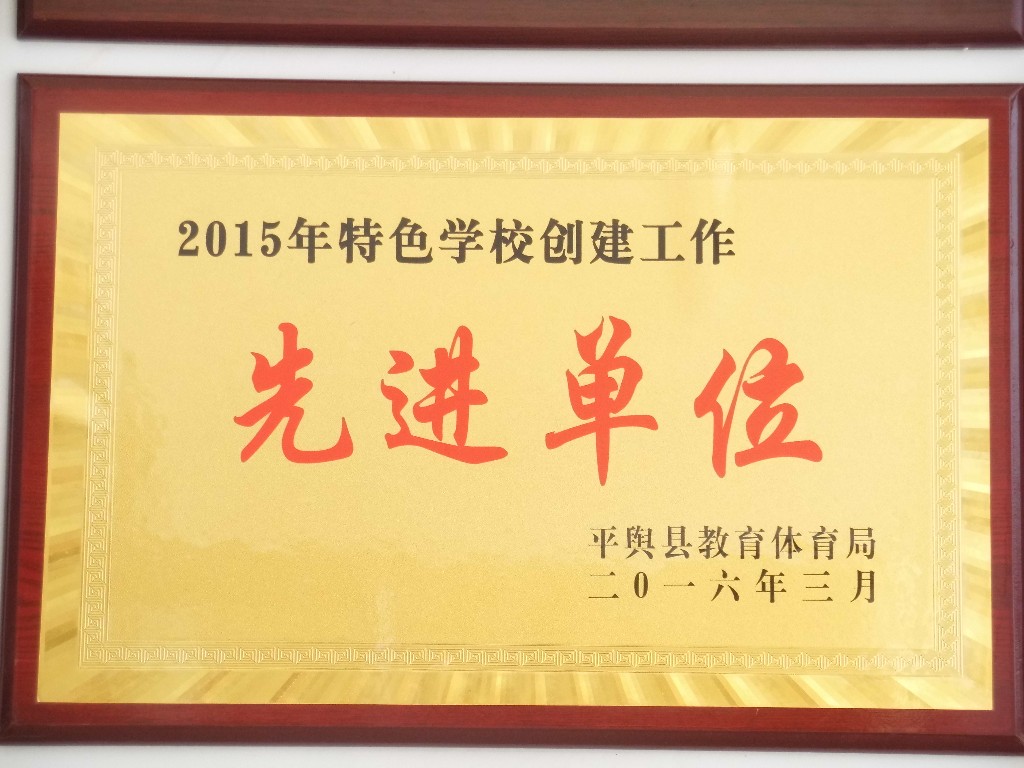 2015年特色学校创建工作
先进单位
平舆县教育体育局
二0一六年三月